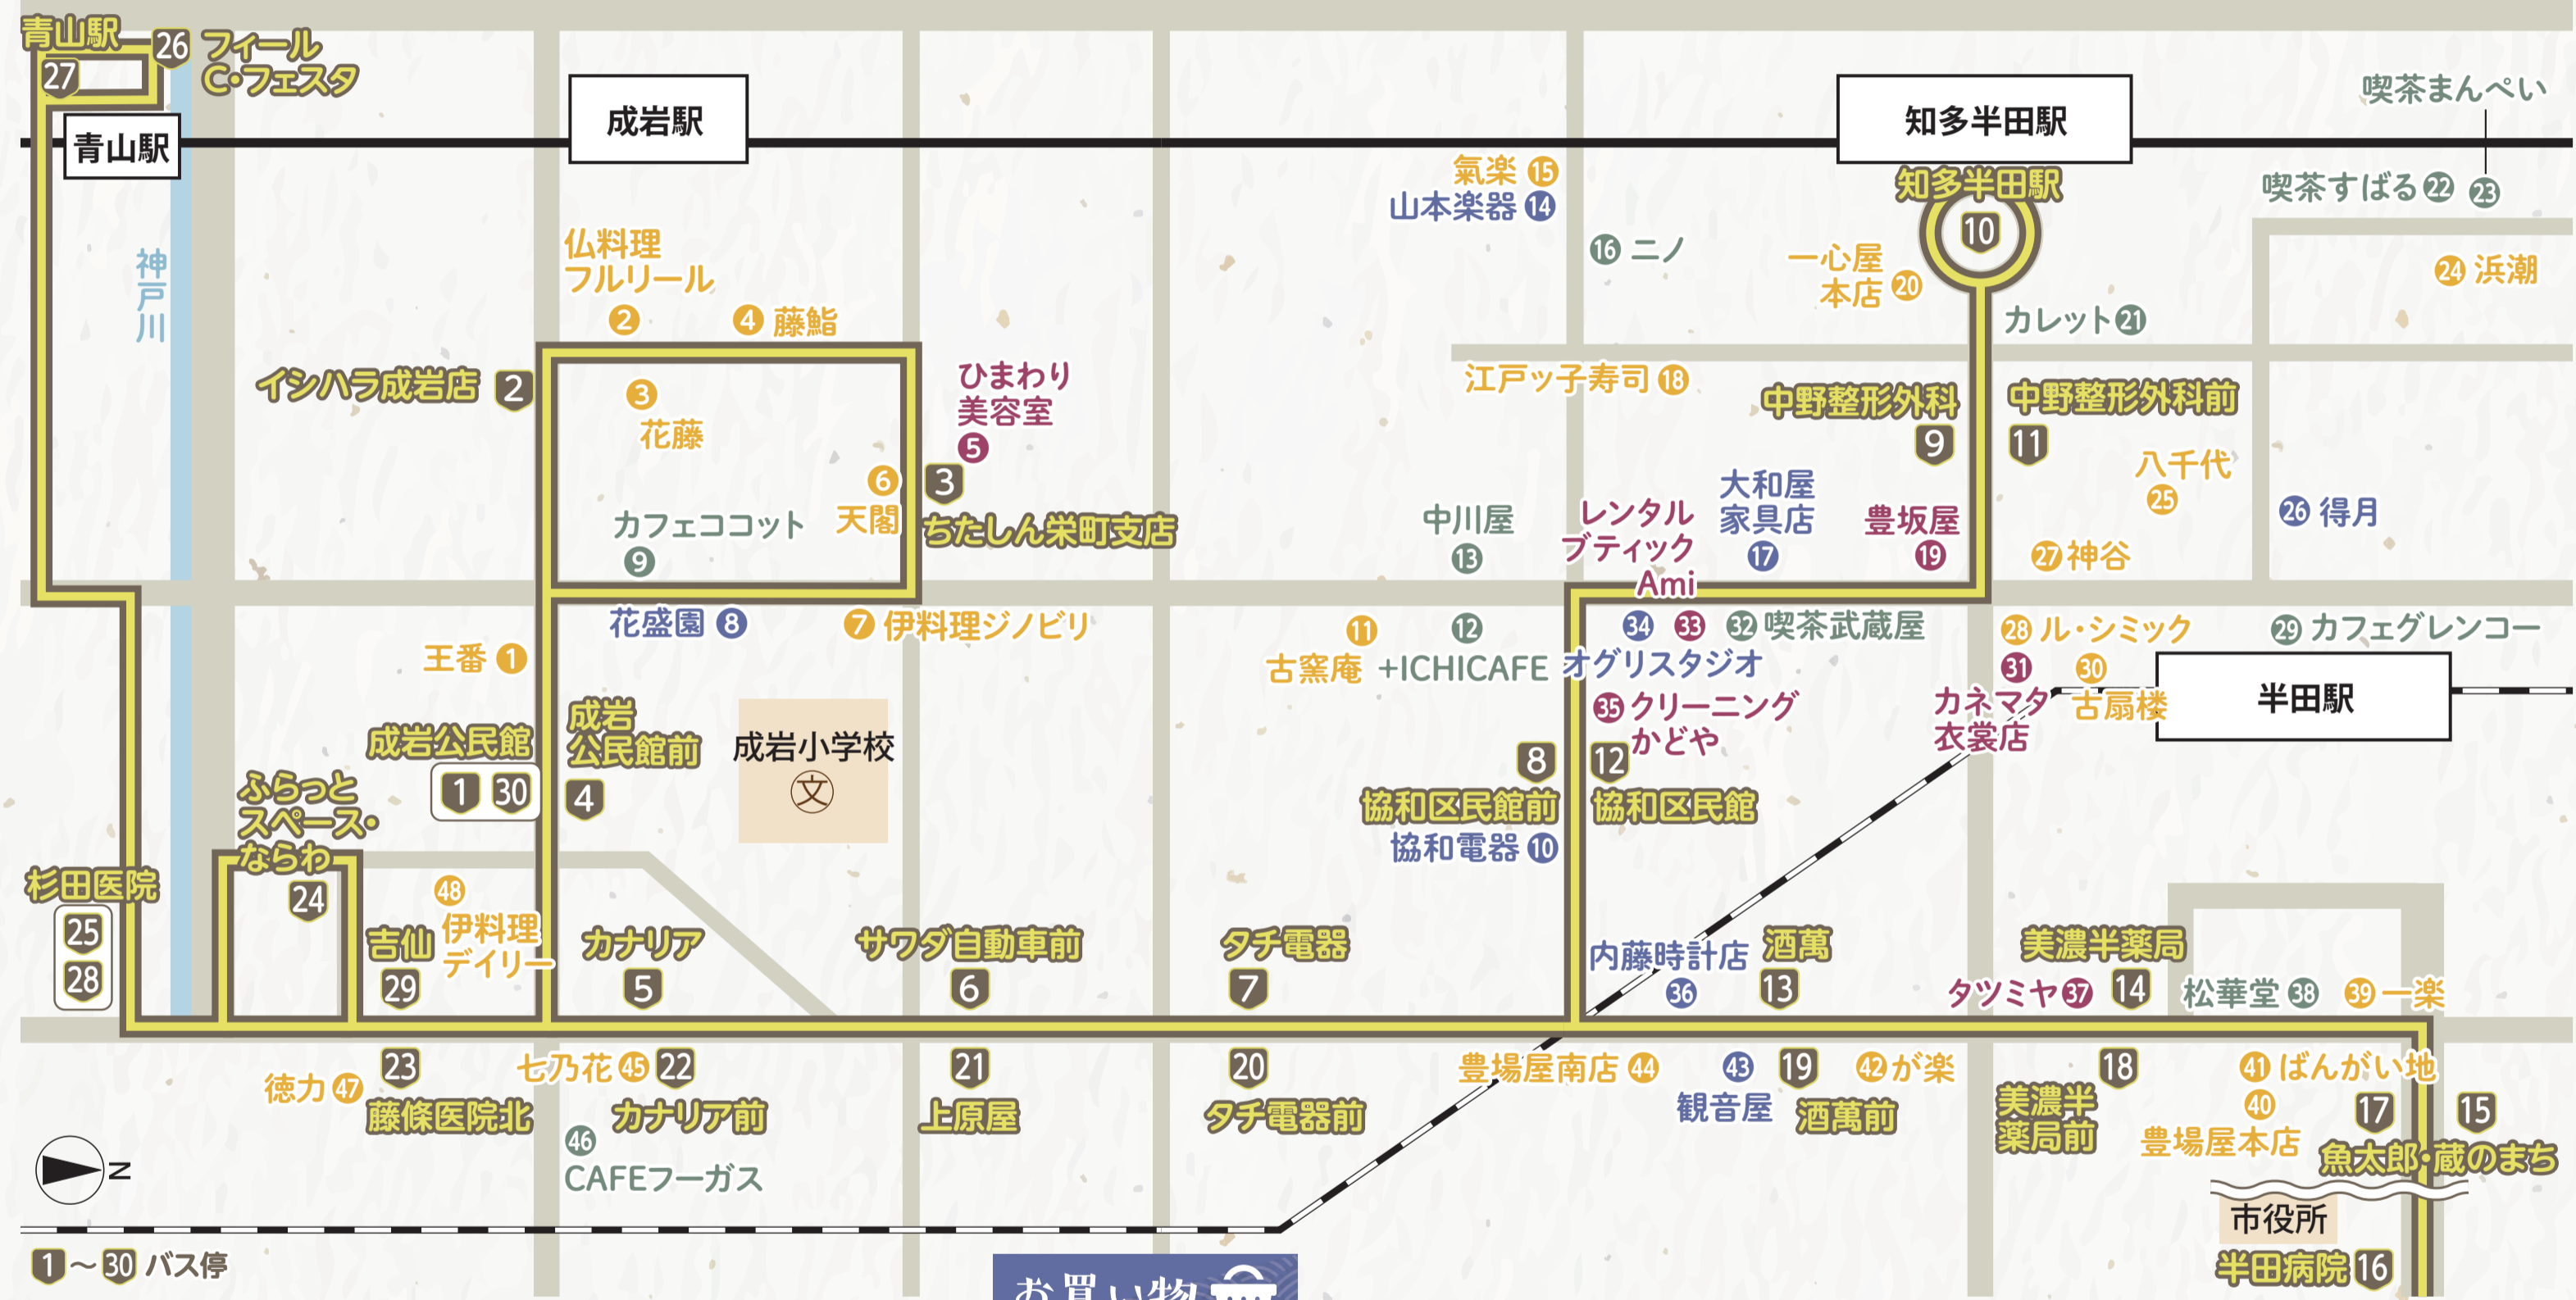 青山駅
27
26
フィール
C・フェスタ
青山駅
成岩駅
知多半田駅
喫茶まんぺい
喫茶すばる 22
23
氣楽 15
山本楽器 14
知多半田駅
10
神戸川
仏料理
フルリール
2
4 藤鮨
16 ニノ
一心屋
本店 20
24 浜潮
カレット 21
イシハラ成岩店 2
3
花藤
ひまわり
美容室
5
江戸ッ子寿司 18
中野整形外科
9
中野整形外科前
11
6
天閣
3
ちたしん栄町支店
八千代
25
カフェココット
9
中川屋
13
レンタル
ブティック
Ami
大和屋
家具店
17
豊坂屋
19
26 得月
27 神谷
花盛園 8
7 伊料理ジノビリ
11
古窯庵
12
+ICHICAFE
34
オグリスタジオ
33
32 喫茶武蔵屋
28 ル・シミック
29 カフェグレンコー
王番 1
31
カネマタ
衣裳店
30
古扇楼
半田駅
35 クリーニング
かどや
成岩公民館
1 30
成岩
公民館前
4
成岩小学校
文
8
協和区民館前
協和電器 10
12
協和区民館
ふらっと
スペース・
ならわ
24
杉田医院
25
28
吉仙
29
48
伊料理
デイリー
カナリア
5
サワダ自動車前
6
タチ電器
7
内藤時計店
36
酒萬
13
美濃半薬局
14
タツミヤ 37
松華堂 38
39 一楽
徳力 47
23
藤條医院北
七乃花 45
22
カナリア前
46
CAFEフーガス
21
上原屋
20
タチ電器前
豊場屋南店 44
43
観音屋
19
酒萬前
42 が楽
18
美濃半
薬局前
41 ばんがい地
40
豊場屋本店
17
15
魚太郎・蔵のまち
市役所
半田病院 16
N
1～30 バス停
お買い物